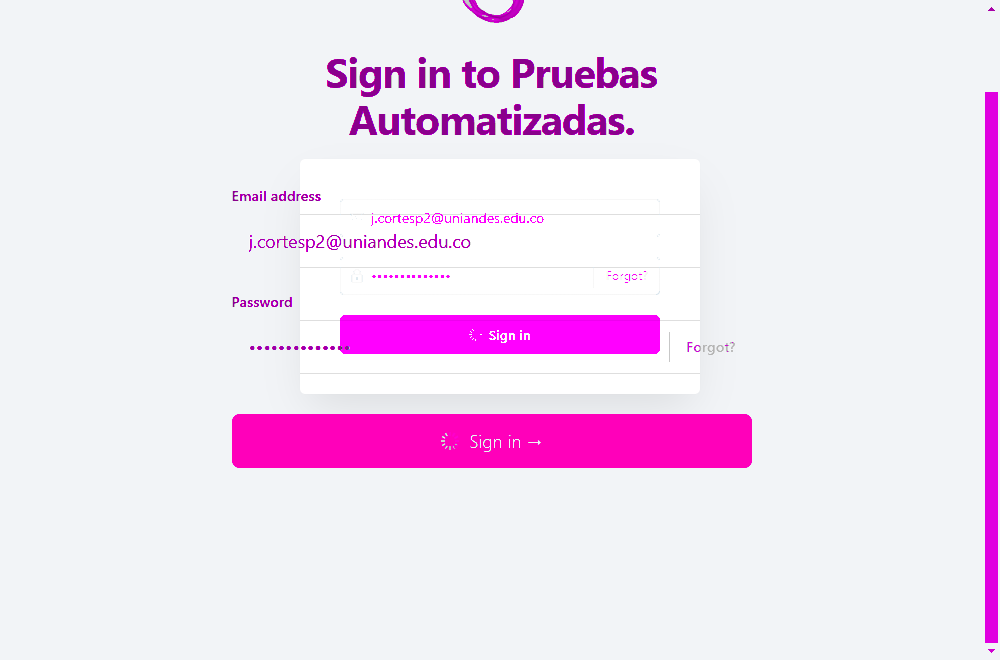 Sign in to Pruebas
Automatizadas.
Email address
j.cortesp2@uniandes.edu.co
j.cortesp2@uniandes.edu.co
Forgot?
Password
Sign in
Forgot?
Sign in →